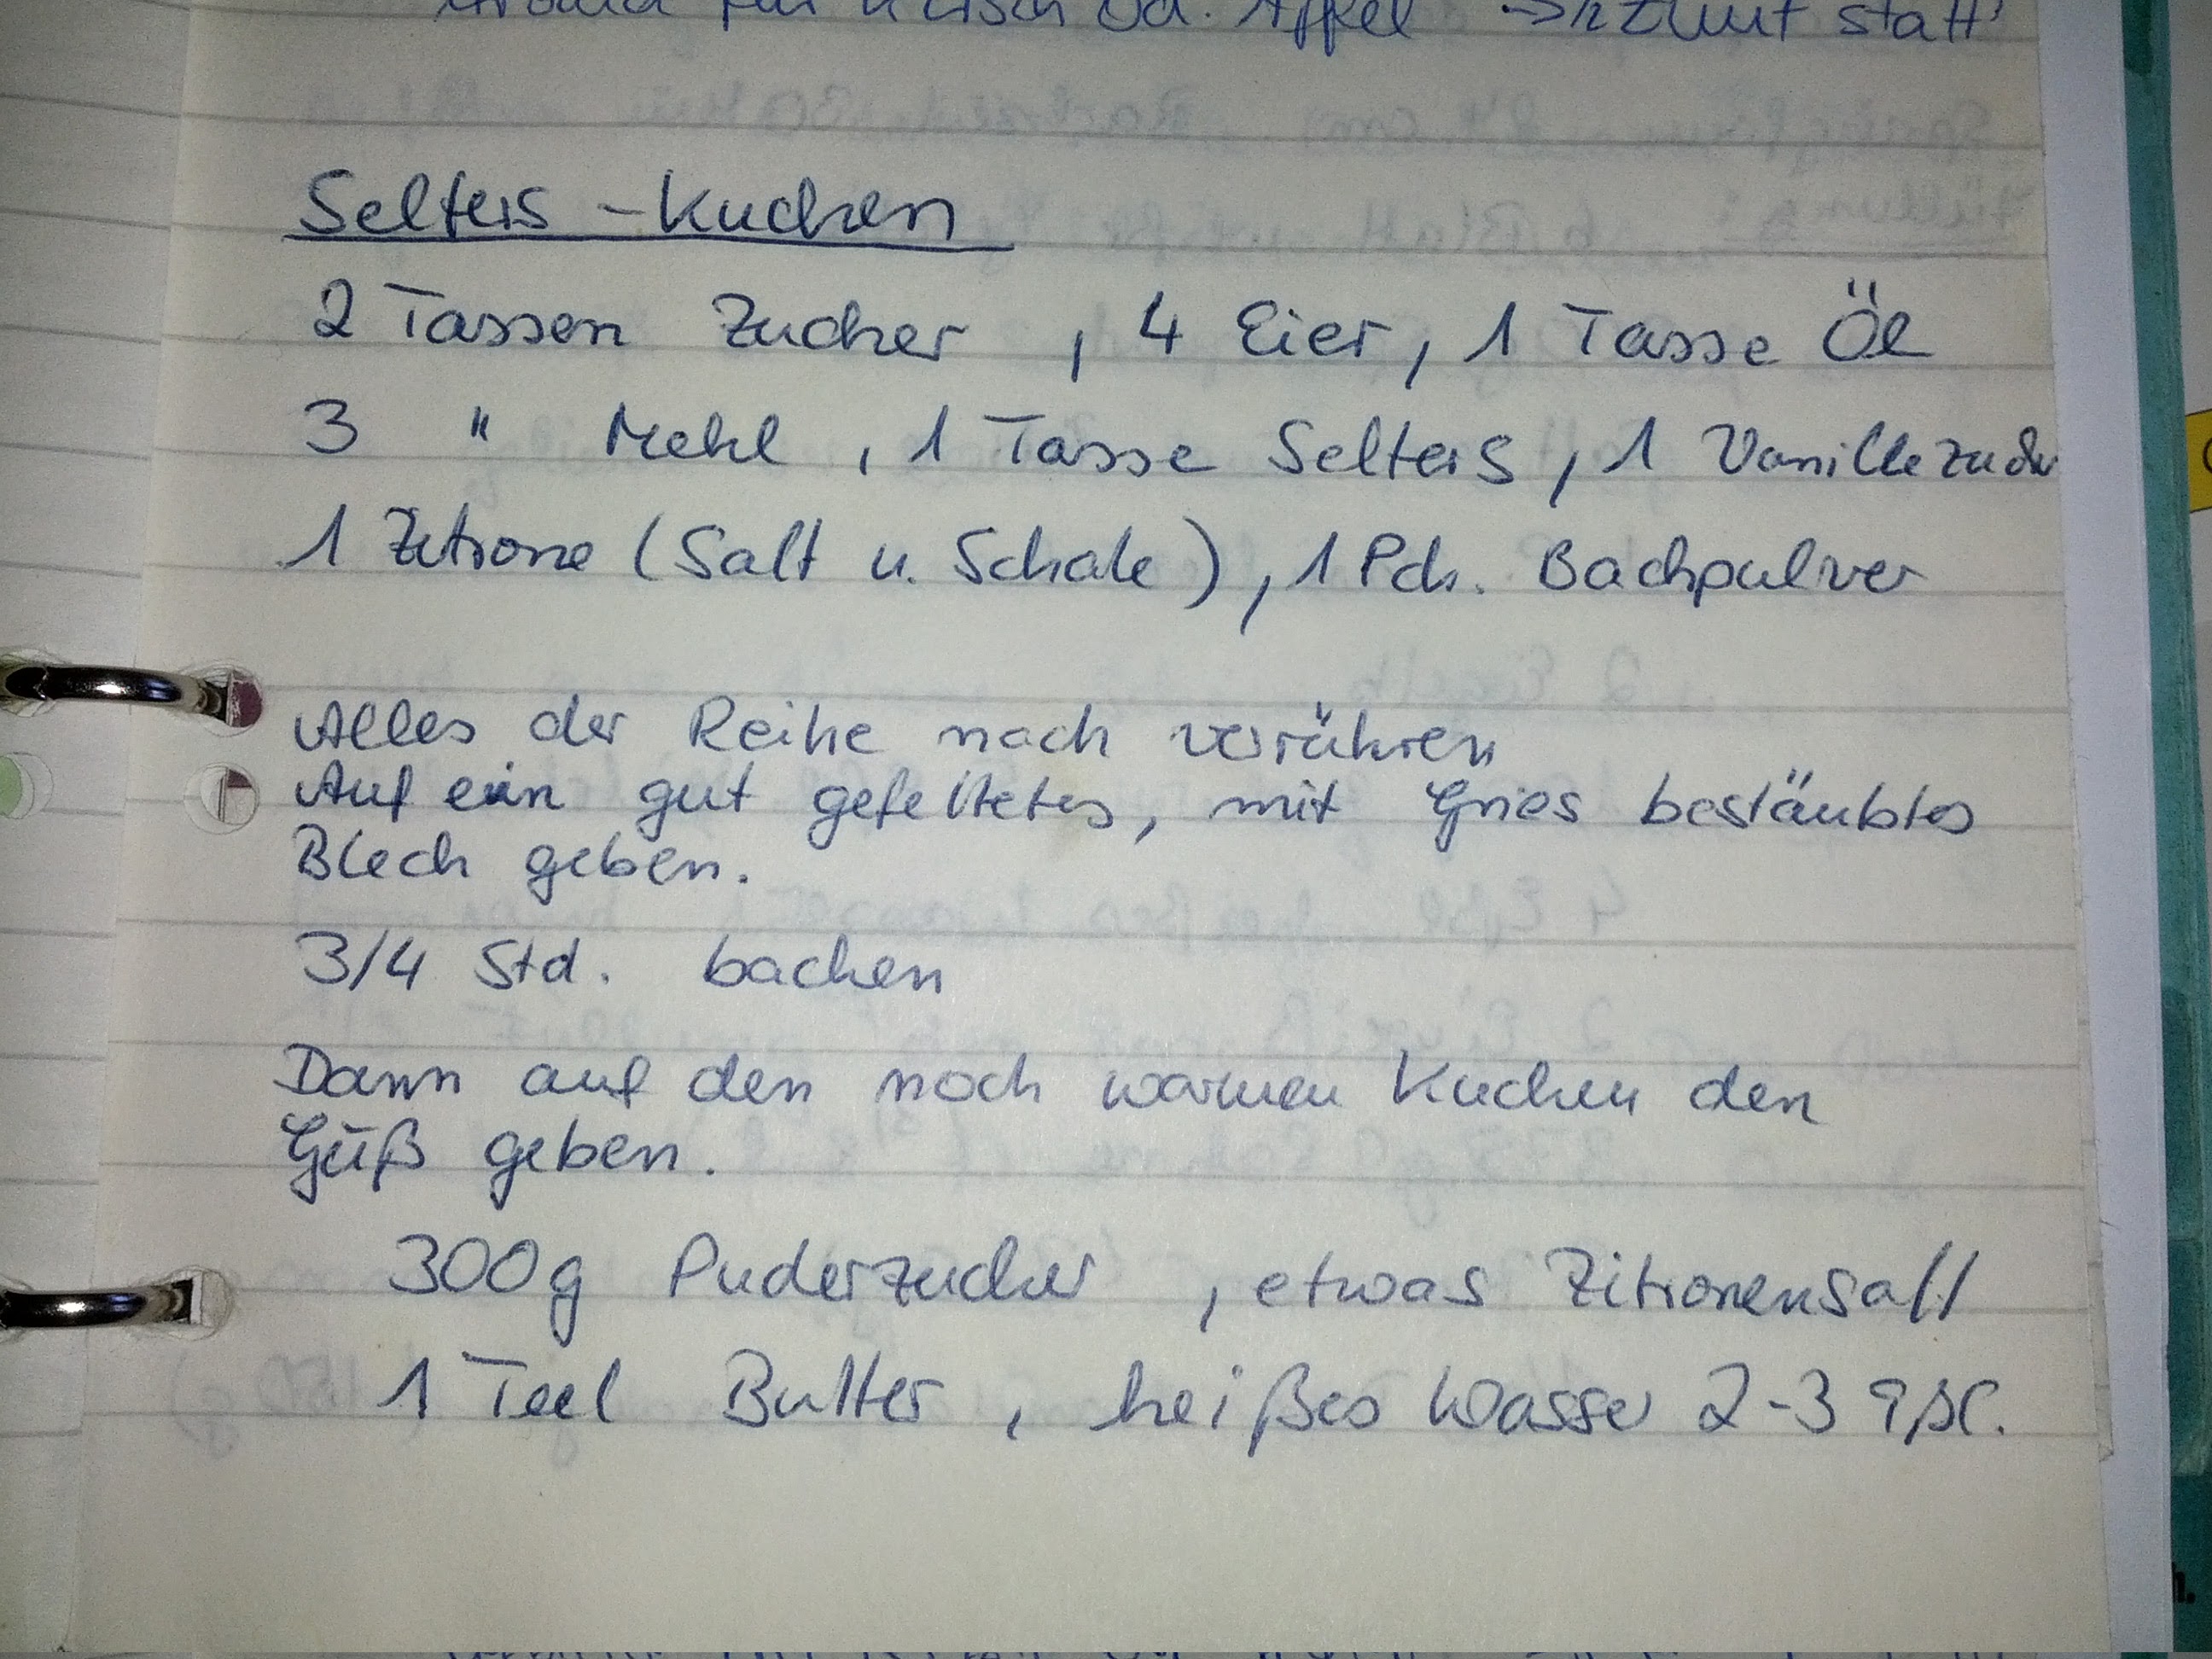 für Kirsch od. Äpfel → Zimt statt
Selters-Kuchen
2 Tassen Zucker, 4 Eier, 1 Tasse Öl
3 " Mehl, 1 Tasse Selters, 1 Vanillezucker
1 Zitrone (Saft u. Schale), 1 Pck. Backpulver
Alles der Reihe nach verrühren
Auf ein gut gefettetes, mit Gries bestäubtes
Blech geben.
3/4 Std. backen
Dann auf den noch warmen Kuchen den
Guß geben.
300g Puderzucker, etwas Zitronensaft
1 Teel Butter, heißes Wasser 2-3 Eßl.